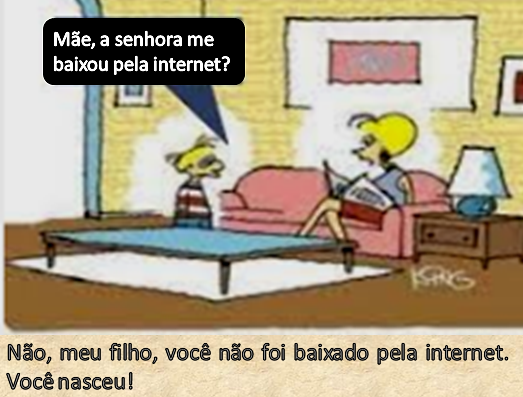 Mãe, a senhora me
baixou pela internet?
Não, meu filho, você não foi baixado pela internet.
Você nasceu!